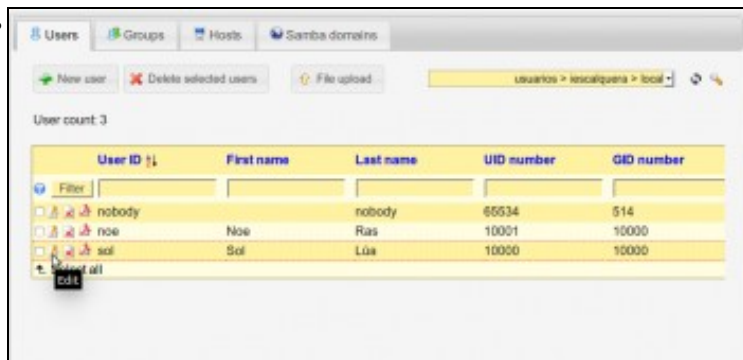 Users Groups Hosts Samba domains
New user Delete selected users File upload usuarios > iescalquera > local
User count: 3
User ID First name Last name UID number GID number
Filter
nobody nobody 65534 514
noe Noe Ras 10001 10000
sol Sol Lúa 10000 10000
Select all
Edit